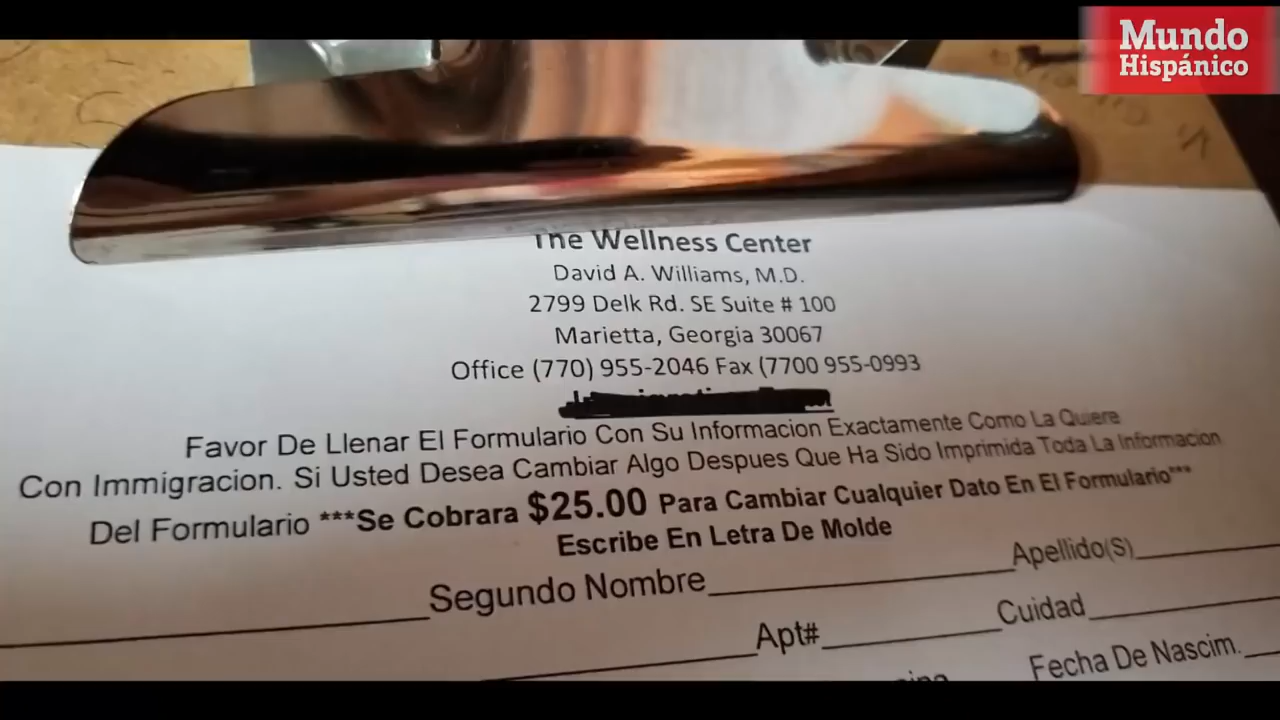 Mundo
Hispánico
The Wellness Center
David A. Williams, M.D.
2799 Delk Rd. SE Suite # 100
Marietta, Georgia 30067
Office (770) 955-2046 Fax (7700 955-0993
Favor De Llenar El Formulario Con Su Informacion Exactamente Como La Quiere
Con Immigracion. Si Usted Desea Cambiar Algo Despues Que Ha Sido Imprimida Toda La Informacion
Del Formulario ***Se Cobrara $25.00 Para Cambiar Cualquier Dato En El Formulario***
Escribe En Letra De Molde
Segundo Nombre Apellido(S)
Apt# Cuidad
Fecha De Nascim.